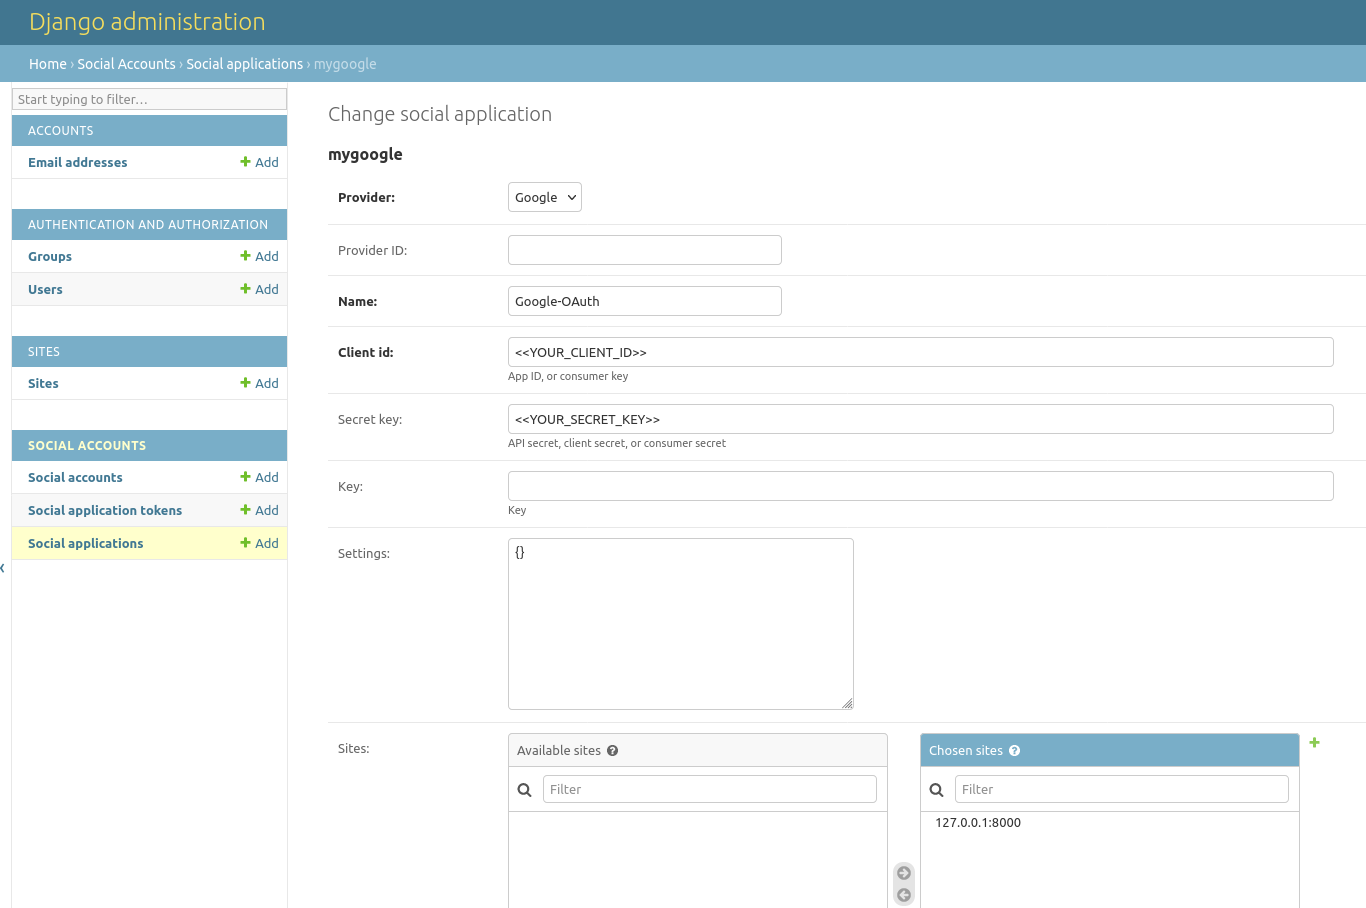 Django administration
Home › Social Accounts › Social applications › mygoogle
Start typing to filter...
ACCOUNTS
Email addresses
Add
AUTHENTICATION AND AUTHORIZATION
Groups
Add
Users
Add
SITES
Sites
Add
SOCIAL ACCOUNTS
Social accounts
Add
Social application tokens
Add
Social applications
Add
Change social application
mygoogle
Provider:
Google
Provider ID:
Name:
Google-OAuth
Client id:
<<YOUR_CLIENT_ID>>
App ID, or consumer key
Secret key:
<<YOUR_SECRET_KEY>>
API secret, client secret, or consumer secret
Key:
Key
Settings:
{}
Sites:
Available sites
Filter
Chosen sites
Filter
127.0.0.1:8000